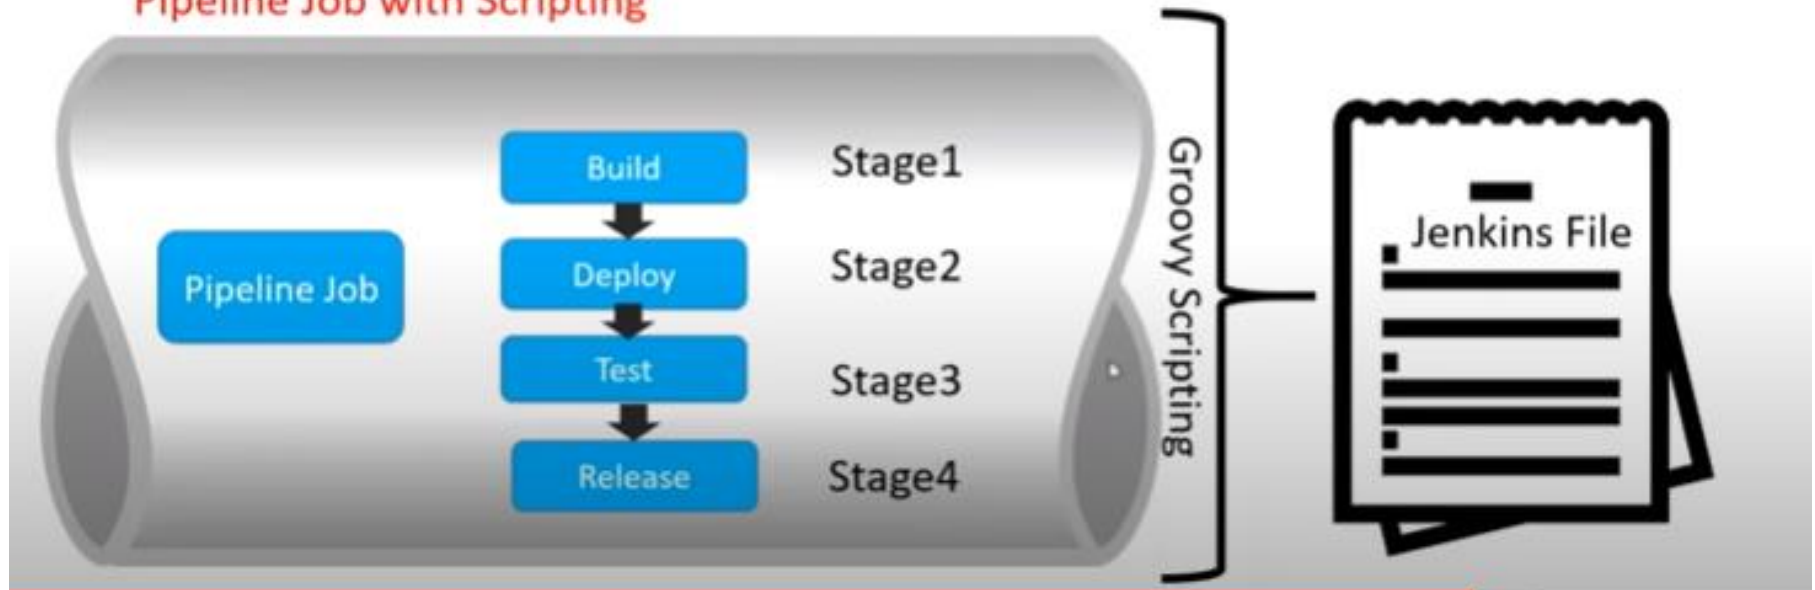 Pipeline Job with Scripting
Pipeline Job
Build
Stage1
Deploy
Stage2
Test
Stage3
Release
Stage4
Groovy Scripting
Jenkins File